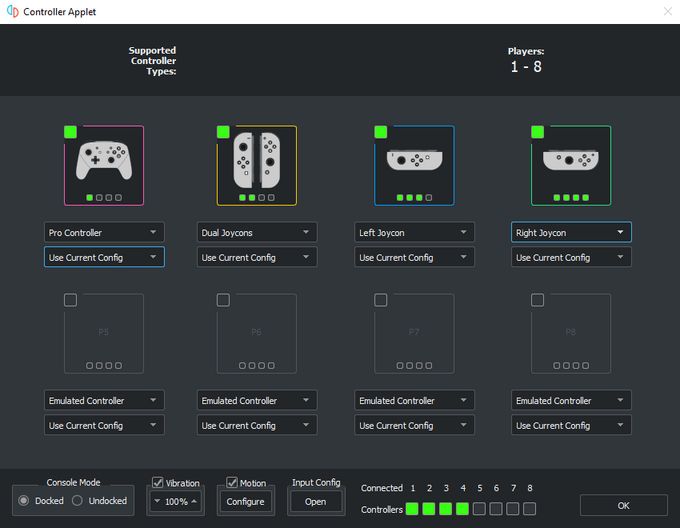 Controller Applet
Supported
Controller
Types:
Players:
1 - 8
Pro Controller
Dual Joycons
Left Joycon
Right Joycon
Use Current Config
Use Current Config
Use Current Config
Use Current Config
P5
P6
P7
P8
Emulated Controller
Emulated Controller
Emulated Controller
Emulated Controller
Use Current Config
Use Current Config
Use Current Config
Use Current Config
Console Mode
Docked
Undocked
Vibration
100%
Motion
Configure
Input Config
Open
Connected 1 2 3 4 5 6 7 8
Controllers
OK